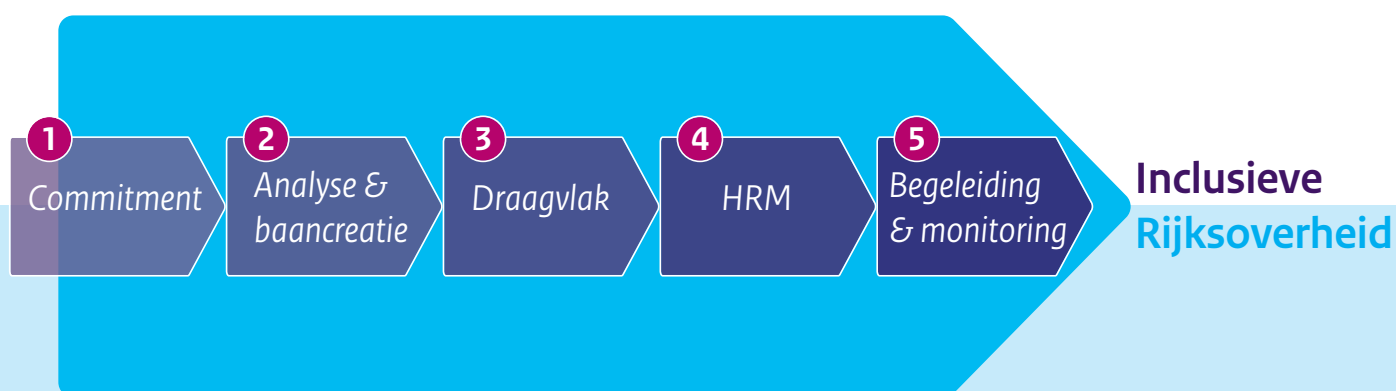 1
Commitment
2
Analyse &
baancreatie
3
Draagvlak
4
HRM
5
Begeleiding
& monitoring
Inclusieve
Rijksoverheid